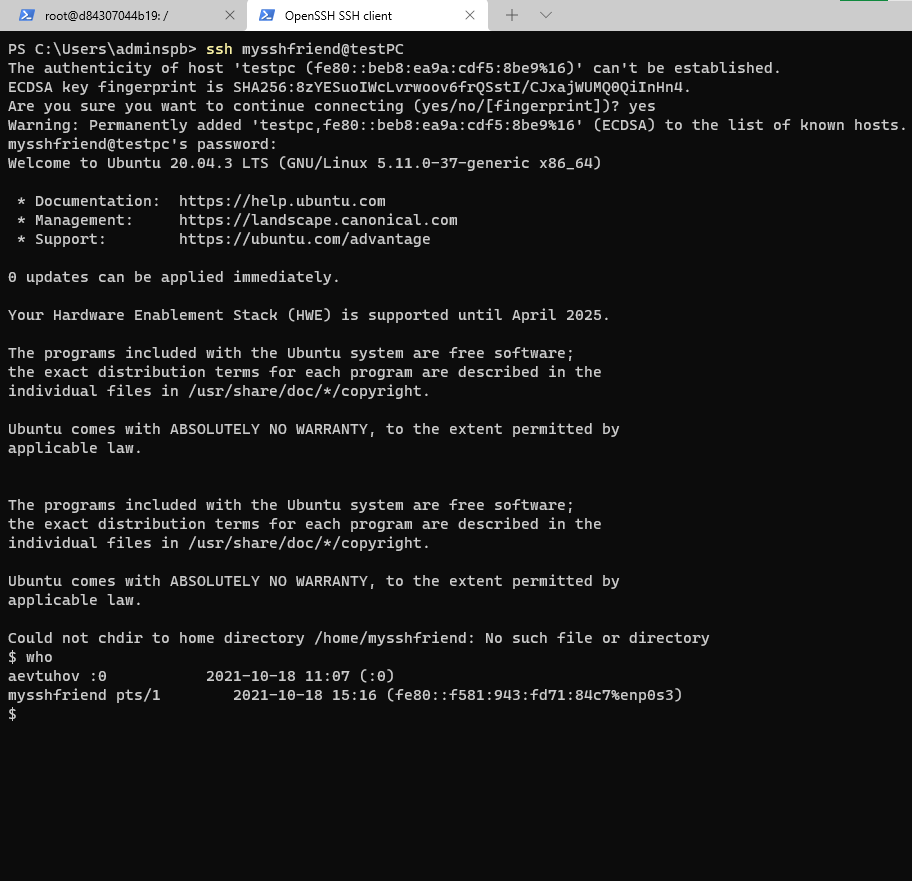 root@d84307044b19: /
OpenSSH SSH client
PS C:\Users\adminspb> ssh mysshfriend@testPC
The authenticity of host 'testpc (fe80::beb8:ea9a:cdf5:8be9%16)' can't be established.
ECDSA key fingerprint is SHA256:8zYESuoIWcLvrwoov6frQSstI/CJxajWUMQ0QiInHn4.
Are you sure you want to continue connecting (yes/no/[fingerprint])? yes
Warning: Permanently added 'testpc,fe80::beb8:ea9a:cdf5:8be9%16' (ECDSA) to the list of known hosts.
mysshfriend@testpc's password:
Welcome to Ubuntu 20.04.3 LTS (GNU/Linux 5.11.0-37-generic x86_64)

 * Documentation:  https://help.ubuntu.com
 * Management:     https://landscape.canonical.com
 * Support:        https://ubuntu.com/advantage

0 updates can be applied immediately.

Your Hardware Enablement Stack (HWE) is supported until April 2025.

The programs included with the Ubuntu system are free software;
the exact distribution terms for each program are described in the
individual files in /usr/share/doc/*/copyright.

Ubuntu comes with ABSOLUTELY NO WARRANTY, to the extent permitted by
applicable law.


The programs included with the Ubuntu system are free software;
the exact distribution terms for each program are described in the
individual files in /usr/share/doc/*/copyright.

Ubuntu comes with ABSOLUTELY NO WARRANTY, to the extent permitted by
applicable law.

Could not chdir to home directory /home/mysshfriend: No such file or directory
$ who
aevtuhov :0           2021-10-18 11:07 (:0)
mysshfriend pts/1        2021-10-18 15:16 (fe80::f581:943:fd71:84c7%enp0s3)
$